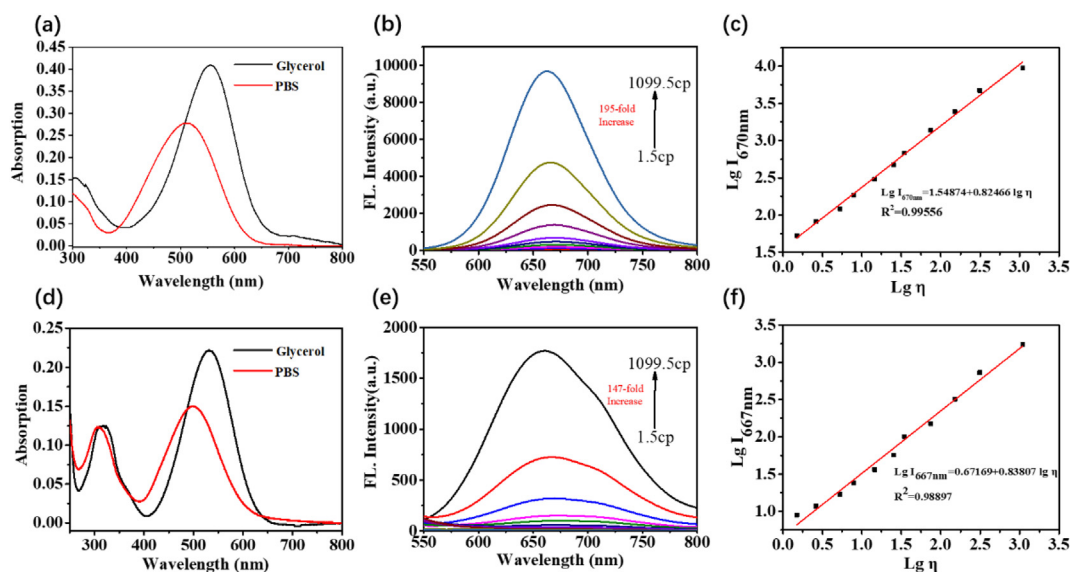 (a)
0.45
0.40
0.35
0.30
0.25
0.20
0.15
0.10
0.05
0.00
Absorption
Glycerol
PBS
300 400 500 600 700 800
Wavelength (nm)
(b)
10000
8000
6000
4000
2000
0
FL. Intensity (a.u.)
1099.5cp
195-fold
Increase
1.5cp
550 600 650 700 750 800
Wavelength (nm)
(c)
4.0
3.5
3.0
2.5
2.0
1.5
Lg I670nm
Lg I670nm=1.54874+0.82466 lg η
R2=0.99556
0.0 0.5 1.0 1.5 2.0 2.5 3.0 3.5
Lg η
(d)
0.25
0.20
0.15
0.10
0.05
0.00
Absorption
Glycerol
PBS
300 400 500 600 700 800
Wavelength (nm)
(e)
2000
1500
1000
500
0
FL. Intensity(a.u.)
1099.5cp
147-fold
Increase
1.5cp
550 600 650 700 750 800
Wavelength (nm)
(f)
3.5
3.0
2.5
2.0
1.5
1.0
Lg I667nm
Lg I667nm=0.67169+0.83807 lg η
R2=0.98897
0.0 0.5 1.0 1.5 2.0 2.5 3.0 3.5
Lg η